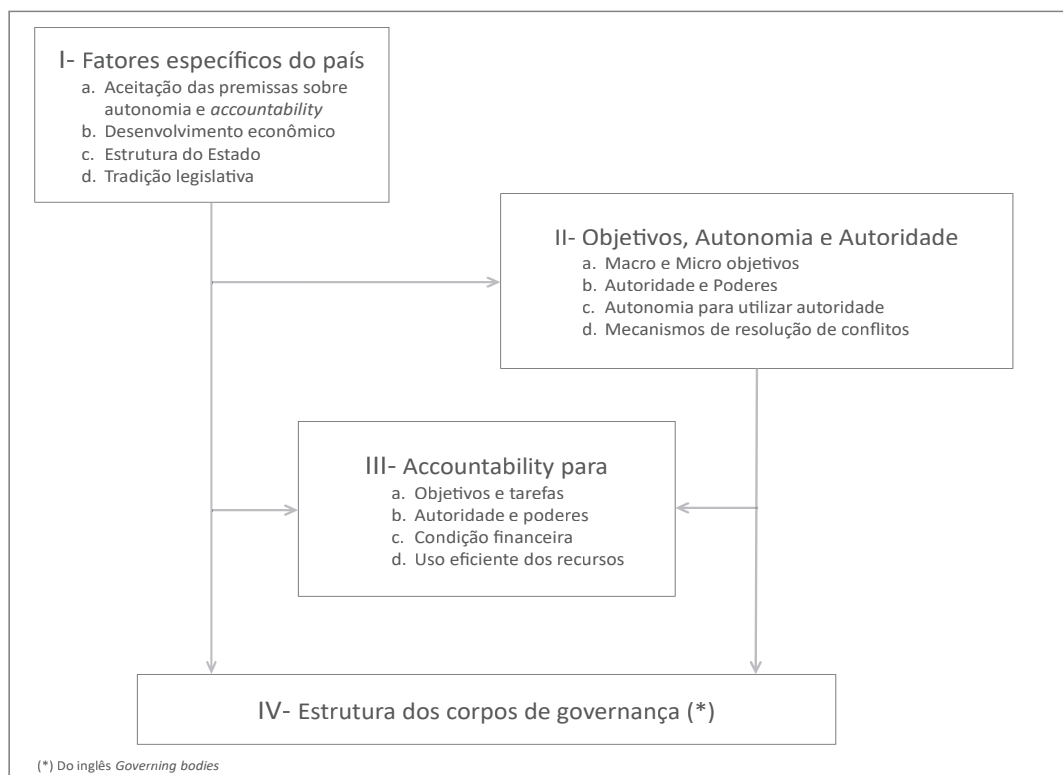 I- Fatores específicos do país
a. Aceitação das premissas sobre
autonomia e accountability
b. Desenvolvimento econômico
c. Estrutura do Estado
d. Tradição legislativa
II- Objetivos, Autonomia e Autoridade
a. Macro e Micro objetivos
b. Autoridade e Poderes
c. Autonomia para utilizar autoridade
d. Mecanismos de resolução de conflitos
III- Accountability para
a. Objetivos e tarefas
b. Autoridade e poderes
c. Condição financeira
d. Uso eficiente dos recursos
IV- Estrutura dos corpos de governança (*)
(*) Do inglês Governing bodies